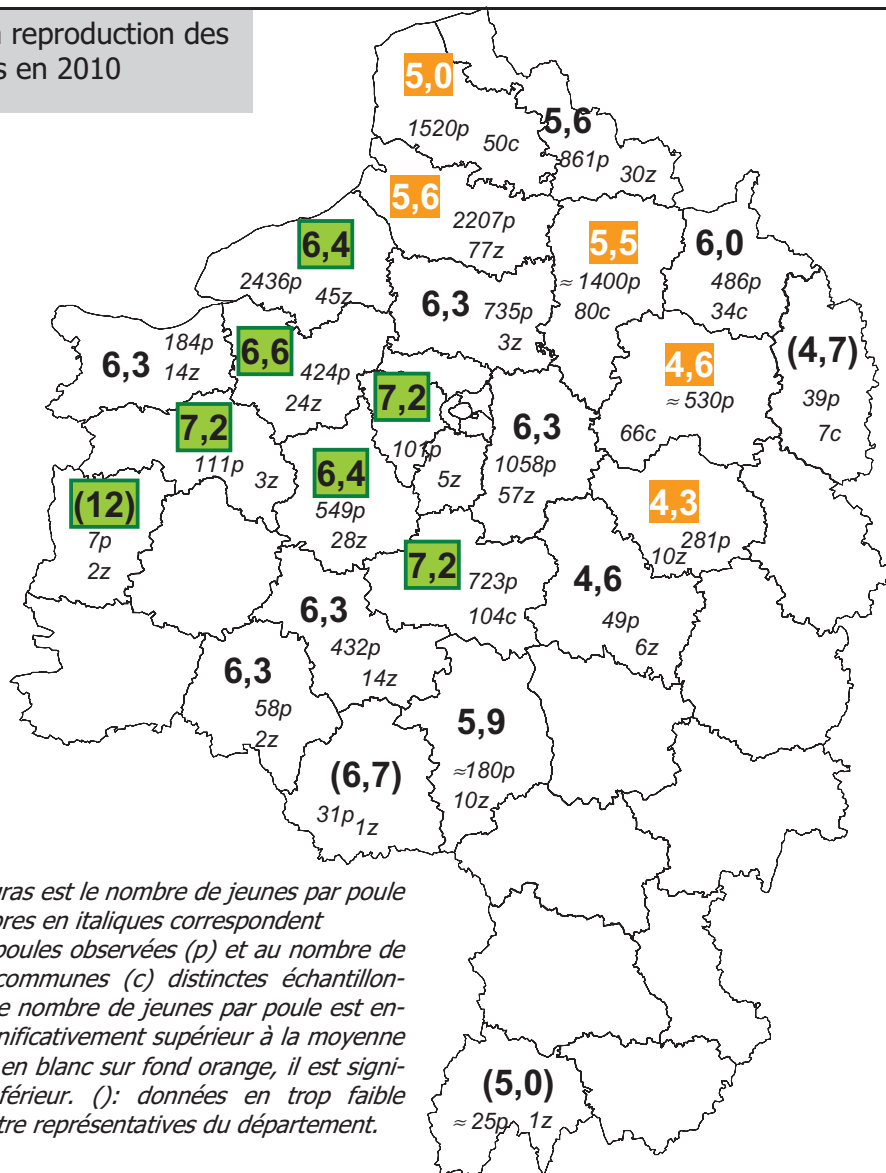 reproduction des
en 2010
5,0
1520p 50c
5,6
861p 30z
5,6
2207p
77z
6,4
2436p 45z
5,5
≈ 1400p
80c
6,0
486p
34c
6,3 735p
3z
6,3 184p
14z
6,6
424p
24z
7,2
101p
5z
6,3
1058p
57z
4,6
≈ 530p
66c
(4,7)
39p
7c
7,2
111p
3z
6,4
549p
28z
(12)
7p
2z
4,3
281p
10z
7,2 723p
104c
4,6
49p
6z
6,3
432p
14z
6,3
58p
2z
5,9
≈180p
10z
(6,7)
31p 1z
est le nombre de jeunes par poule
en italiques correspondent
poules observées (p) et au nombre de
communes (c) distinctes échantillon-
nombre de jeunes par poule est en-
supérieur à la moyenne
en blanc sur fond orange, il est signi-
(): données en trop faible
représentatives du département.
(5,0)
≈ 25p 1z